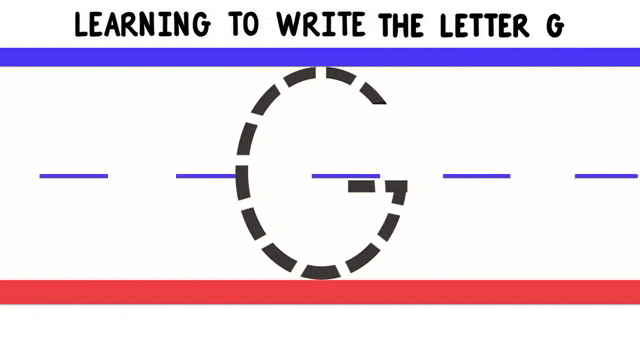 LEARNING TO WRITE THE LETTER G
G